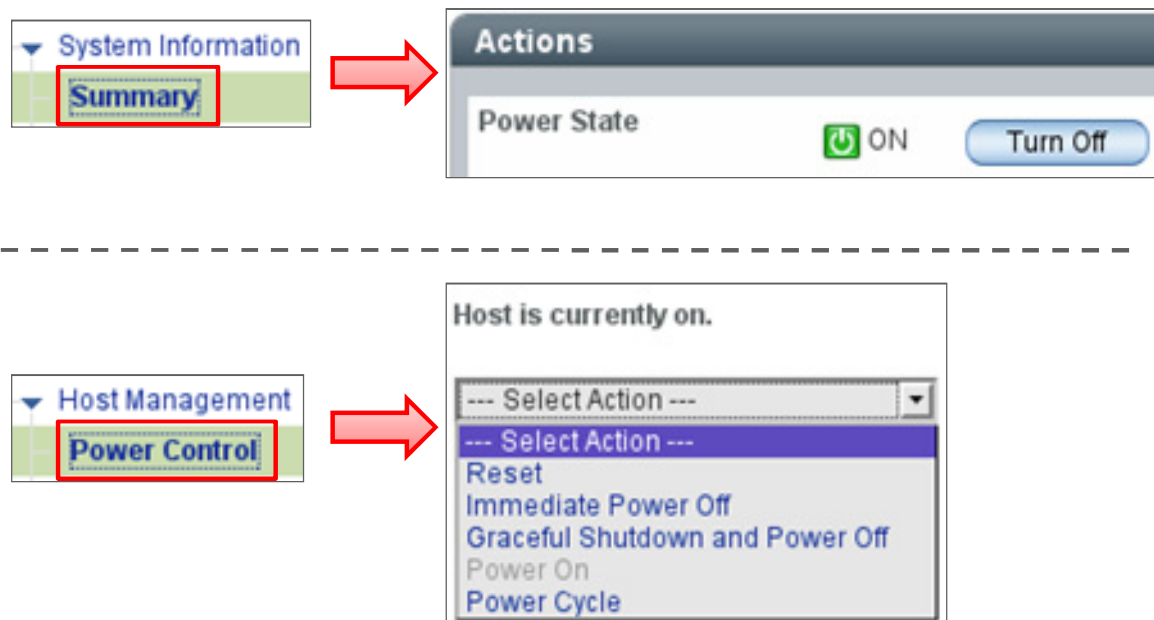 System Information
Summary
Actions
Power State
ON
Turn Off
Host is currently on.
Host Management
Power Control
--- Select Action ---
--- Select Action ---
Reset
Immediate Power Off
Graceful Shutdown and Power Off
Power On
Power Cycle